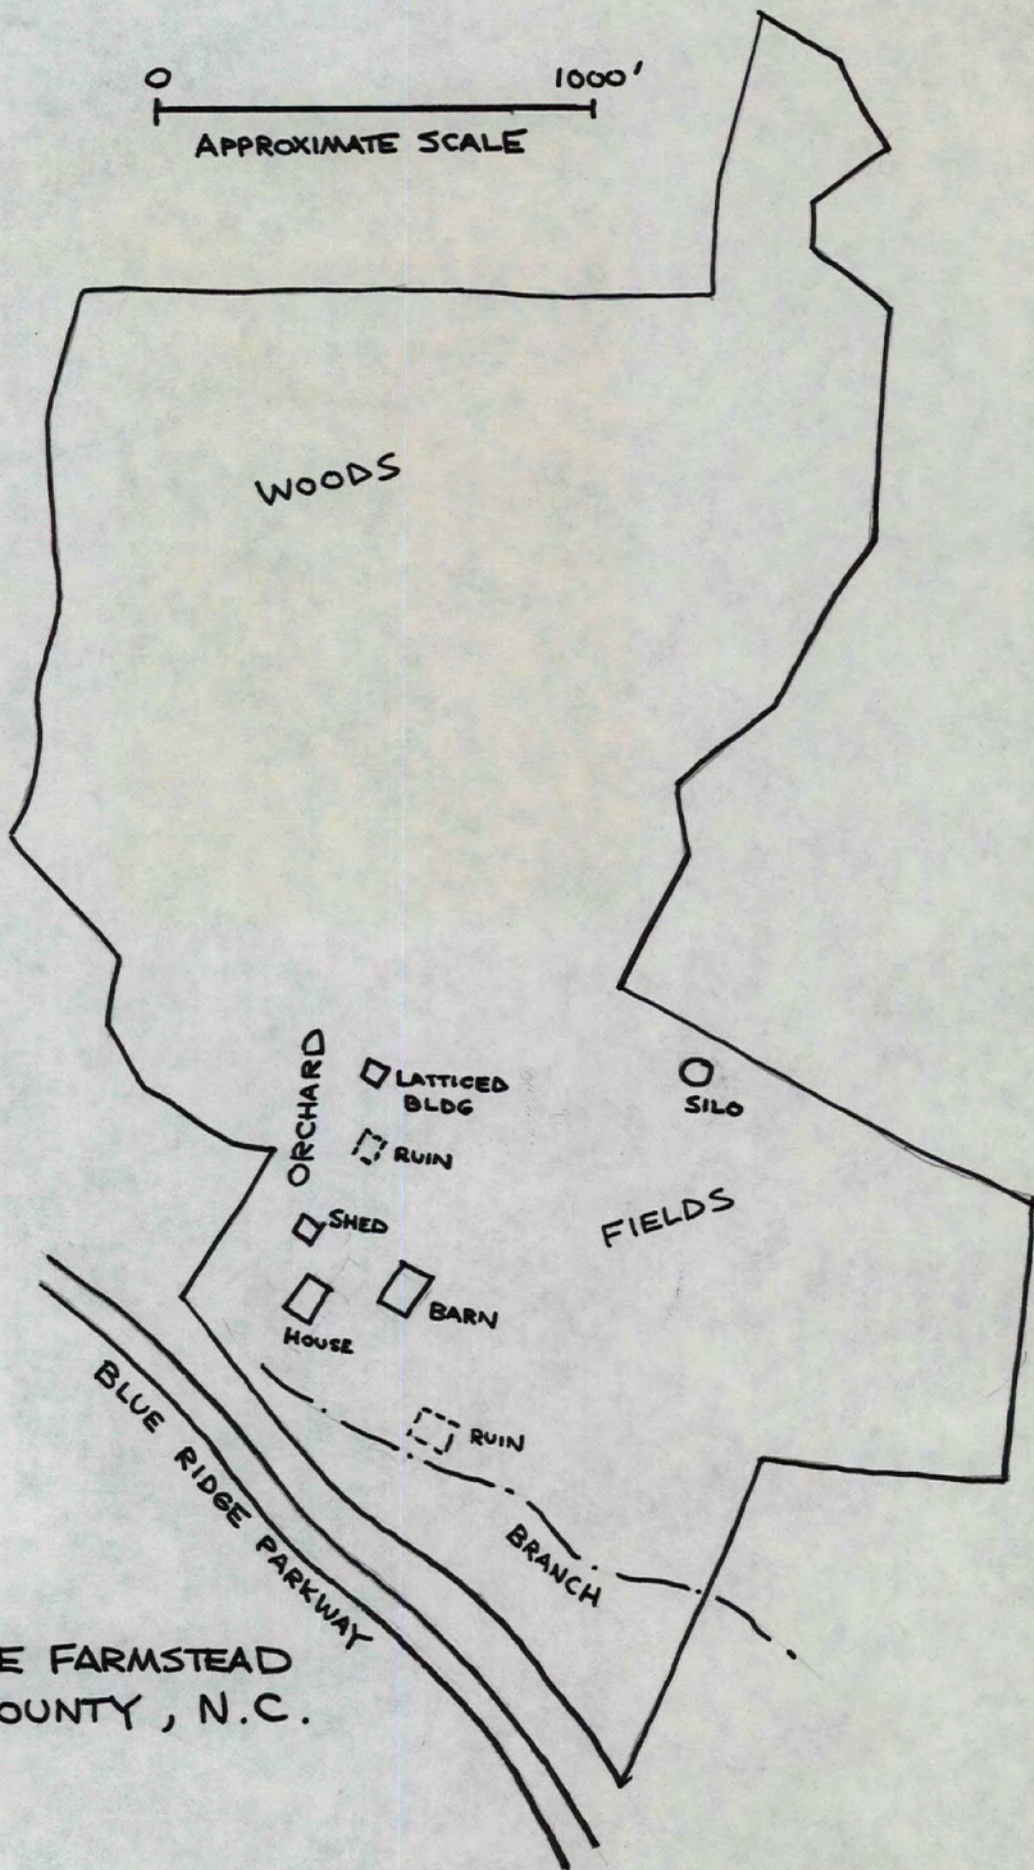 0 1000'
APPROXIMATE SCALE
WOODS
ORCHARD
LATTICED
BLDG
SILO
RUIN
SHED
FIELDS
BARN
HOUSE
RUIN
BLUE RIDGE PARKWAY
BRANCH
E FARMSTEAD
OUNTY, N.C.